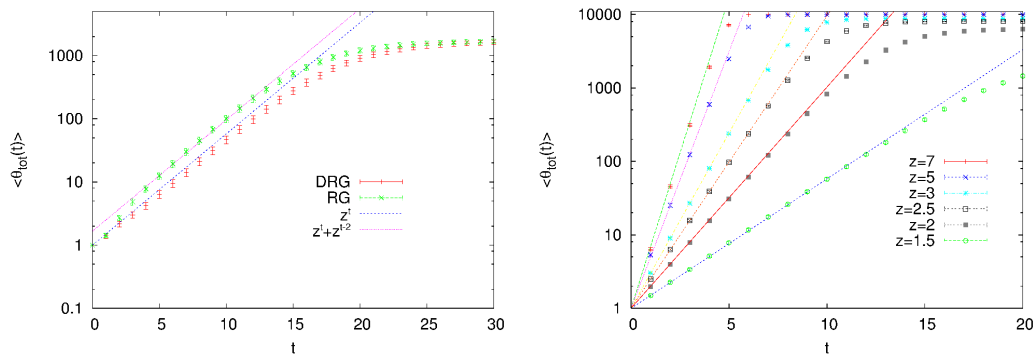 <θtot(t)>
1000
100
10
1
0.1
DRG
RG
z^t
z^t+z^t-2
0 5 10 15 20 25 30
t
<θtot(t)>
10000
1000
100
10
1
z=7
z=5
z=3
z=2.5
z=2
z=1.5
0 5 10 15 20
t